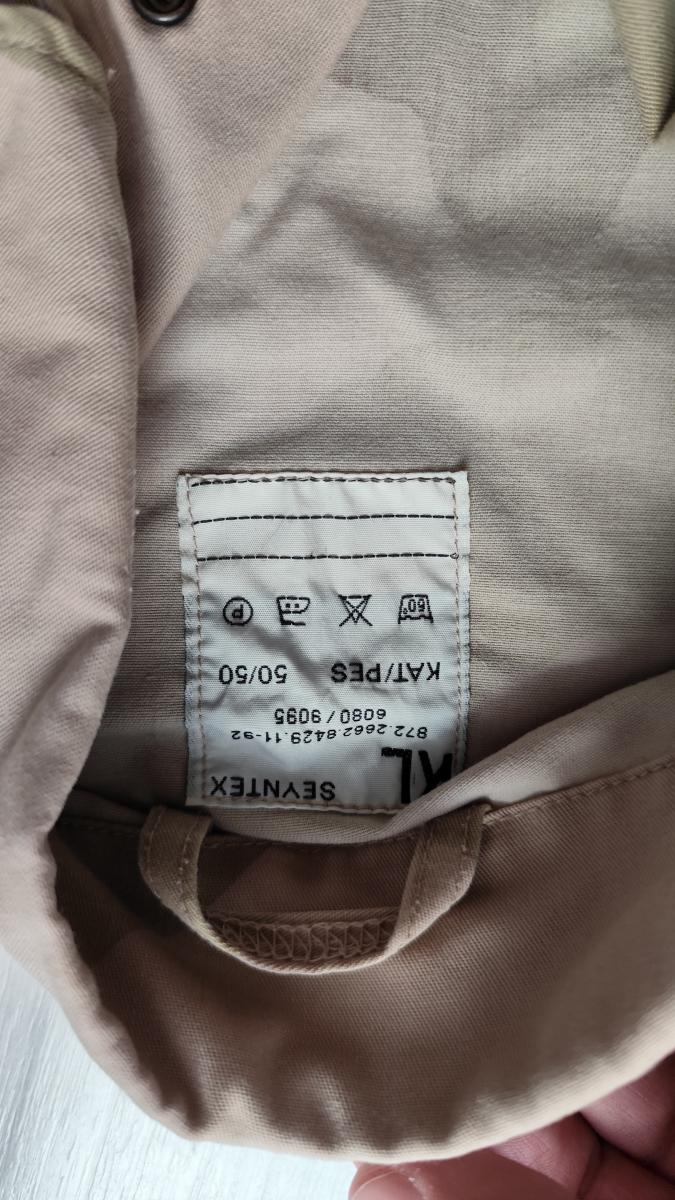 KL SEYNTEX
872.2662.8429.11-92
6080 / 9095
KAT/PES 50/50
60° P